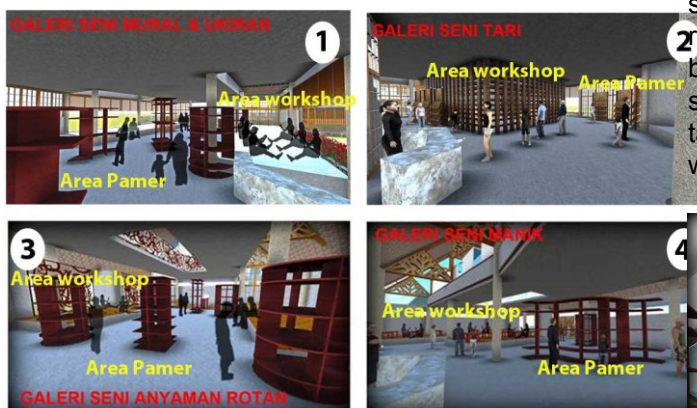 GALERI SENI MURAL & UKIRAN
1
Area workshop
Area Pamer
GALERI SENI TARI
2
Area workshop
Area Pamer
3
Area workshop
Area Pamer
GALERI SENI ANYAMAN ROTAN
GALERI SENI MANIK
4
Area workshop
Area Pamer